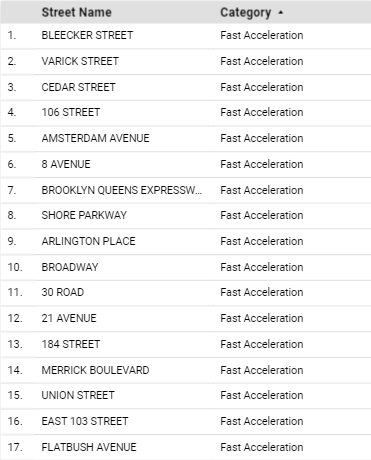 Street Name Category
1. BLEECKER STREET Fast Acceleration
2. VARICK STREET Fast Acceleration
3. CEDAR STREET Fast Acceleration
4. 106 STREET Fast Acceleration
5. AMSTERDAM AVENUE Fast Acceleration
6. 8 AVENUE Fast Acceleration
7. BROOKLYN QUEENS EXPRESSW... Fast Acceleration
8. SHORE PARKWAY Fast Acceleration
9. ARLINGTON PLACE Fast Acceleration
10. BROADWAY Fast Acceleration
11. 30 ROAD Fast Acceleration
12. 21 AVENUE Fast Acceleration
13. 184 STREET Fast Acceleration
14. MERRICK BOULEVARD Fast Acceleration
15. UNION STREET Fast Acceleration
16. EAST 103 STREET Fast Acceleration
17. FLATBUSH AVENUE Fast Acceleration